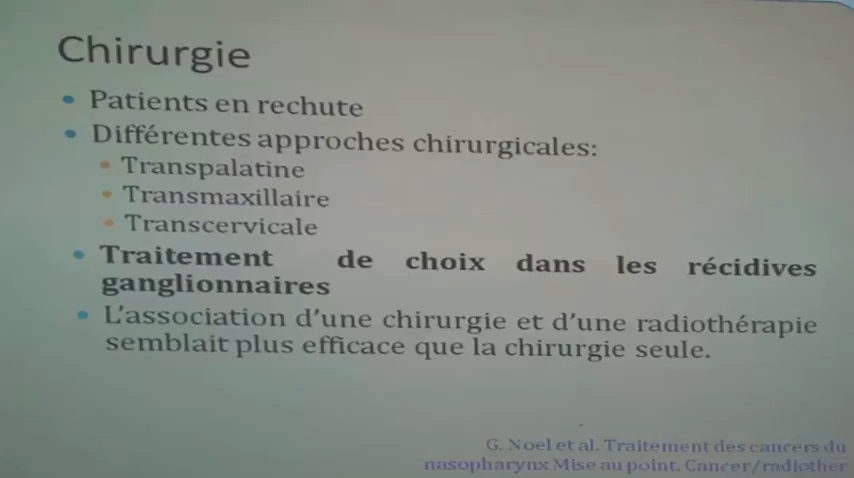 Chirurgie
• Patients en rechute
• Différentes approches chirurgicales:
• Transpalatine
• Transmaxillaire
• Transcervicale
• Traitement de choix dans les récidives
ganglionnaires
• L'association d'une chirurgie et d'une radiothérapie
semblait plus efficace que la chirurgie seule.
G. Noel et al. Traitement des cancers du
nasopharynx Mise au point. Cancer/radiother